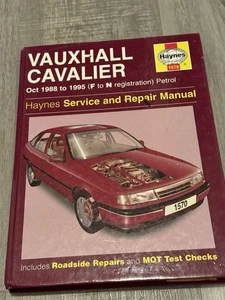 VAUXHALL
CAVALIER
Haynes
1570
Oct 1988 to 1995 (F to N registration) Petrol
Haynes Service and Repair Manual
1570
Includes Roadside Repairs and MOT Test Checks